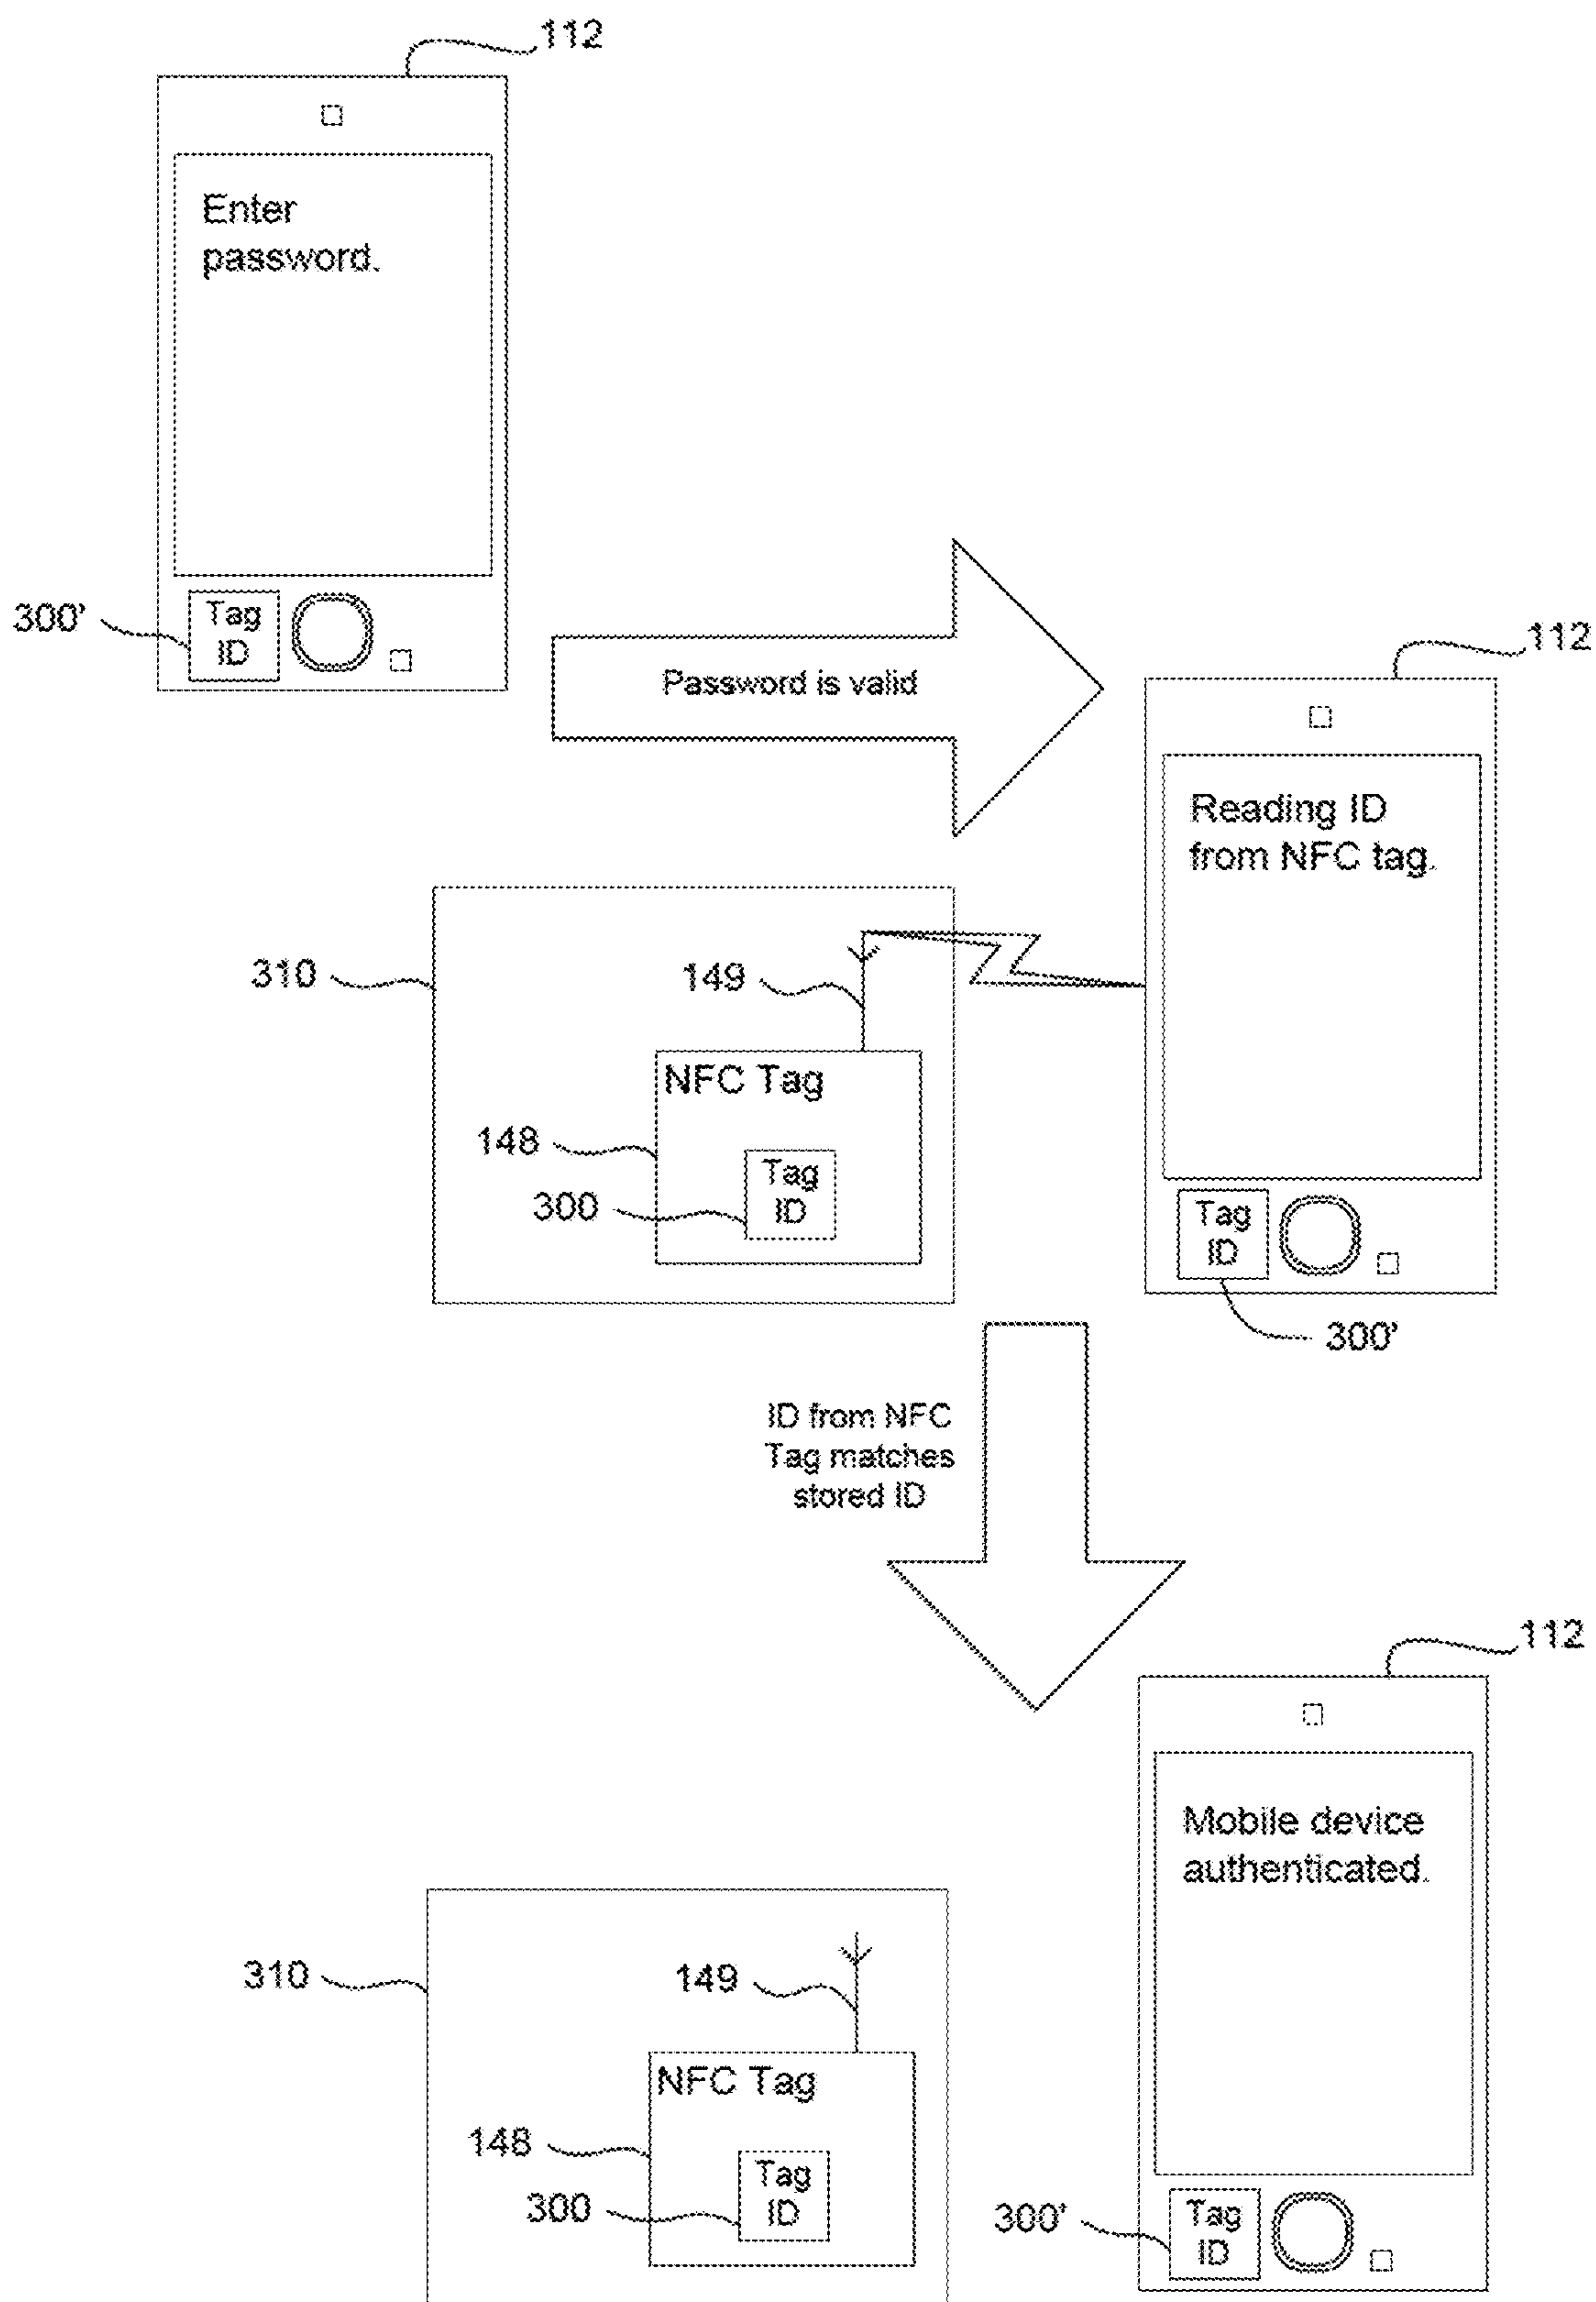 112
Enter
password.
300'
Tag
ID
Password is valid
112
Reading ID
from NFC tag.
310
149
NFC Tag
148
Tag
ID
300
Tag
ID
300'
ID from NFC
Tag matches
stored ID
112
Mobile device
authenticated.
310
149
NFC Tag
148
Tag
ID
300
300'
Tag
ID